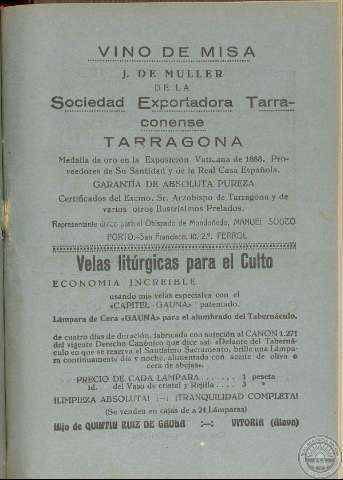 VINO DE MISA
J. DE MULLER
DE LA
Sociedad Exportadora Tarra-
conense
TARRAGONA
Medalla de oro en la Exposición Vaticana de 1888. Pro-
veedores de Su Santidad y de la Real Casa Española.
GARANTÍA DE ABSOLUTA PUREZA
Certificados del Excmo. Sr. Arzobispo de Tarragona y de
varios otros Ilustrísimos Prelados.
Representante único para el Obispado de Mondoñedo, MANUEL SOUZO
PORTO.-San Francisco, 10, 2.º FERROL
Velas litúrgicas para el Culto
ECONOMIA INCREIBLE
usando mis velas especiales con el
«CAPITEL-GAUNA» patentado.
Lámpara de Cera «GAUNA» para el alumbrado del Tabernáculo,
de cuatro días de duración, fabricada con sujeción al CANON 1.271
del vigente Derecho Canónico que dice así: «Delante del Taberná-
culo en que se reserva el Santísimo Sacramento, brille una lámpa-
ra continuamente día y noche, alimentada con aceite de oliva o
cera de abejas».
PRECIO DE CADA LAMPARA . . . . 1 peseta
id. del Vaso de cristal y Rejilla . . 3 »
¡LIMPIEZA ABSOLUTA! :—: ¡TRANQUILIDAD COMPLETA!
(Se venden en cajas de a 24 Lámparas)
Hijo de QUINTIN RUIZ DE GAUNA :—: VITORIA (Alava)